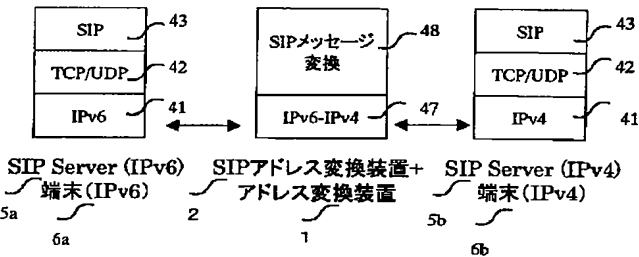 SIP
43
TCP/UDP
42
IPv6
41
SIP Server (IPv6)
端末(IPv6)
5a
6a
SIPメッセージ
変換
48
IPv6-IPv4
47
SIPアドレス変換装置+
アドレス変換装置
2
1
SIP
43
TCP/UDP
42
IPv4
41
SIP Server (IPv4)
端末(IPv4)
5b
6b